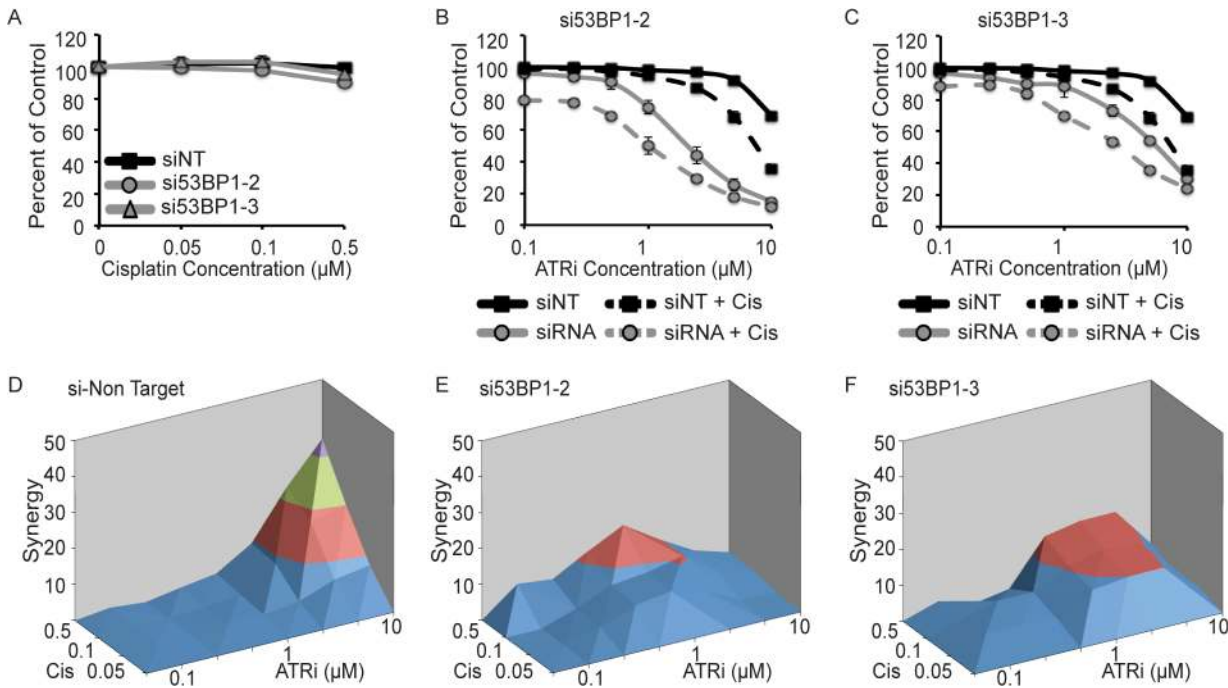 A
120
100
80
60
40
20
0
Percent of Control
siNT
si53BP1-2
si53BP1-3
0 0.05 0.1 0.5
Cisplatin Concentration (µM)
B
si53BP1-2
120
100
80
60
40
20
0
Percent of Control
0.1 1 10
ATRi Concentration (µM)
siNT siNT + Cis
siRNA siRNA + Cis
C
si53BP1-3
120
100
80
60
40
20
0
Percent of Control
0.1 1 10
ATRi Concentration (µM)
siNT siNT + Cis
siRNA siRNA + Cis
D
si-Non Target
50
40
30
20
10
Synergy
0.5
0.1
0.05
Cis
0.1
1
10
ATRi (µM)
E
si53BP1-2
50
40
30
20
10
Synergy
0.5
0.1
0.05
Cis
0.1
1
10
ATRi (µM)
F
si53BP1-3
50
40
30
20
10
Synergy
0.5
0.1
0.05
Cis
0.1
1
10
ATRi (µM)